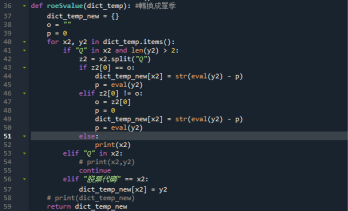 36 def roeSvalue(dict_temp): #轉換成單季
37 dict_temp_new = {}
38 o = ""
39 p = 0
40 for x2, y2 in dict_temp.items():
41 if "Q" in x2 and len(y2) > 2:
42 z2 = x2.split("Q")
43 if z2[0] == o:
44 dict_temp_new[x2] = str(eval(y2) - p)
45 p = eval(y2)
46 elif z2[0] != o:
47 o = z2[0]
48 p = 0
49 dict_temp_new[x2] = str(eval(y2) - p)
50 p = eval(y2)
51 else:
52 print(x2)
53 elif "Q" in x2:
54 # print(x2,y2)
55 continue
56 elif "股票代碼" == x2:
57 dict_temp_new[x2] = y2
58 # print(dict_temp_new)
59 return dict_temp_new